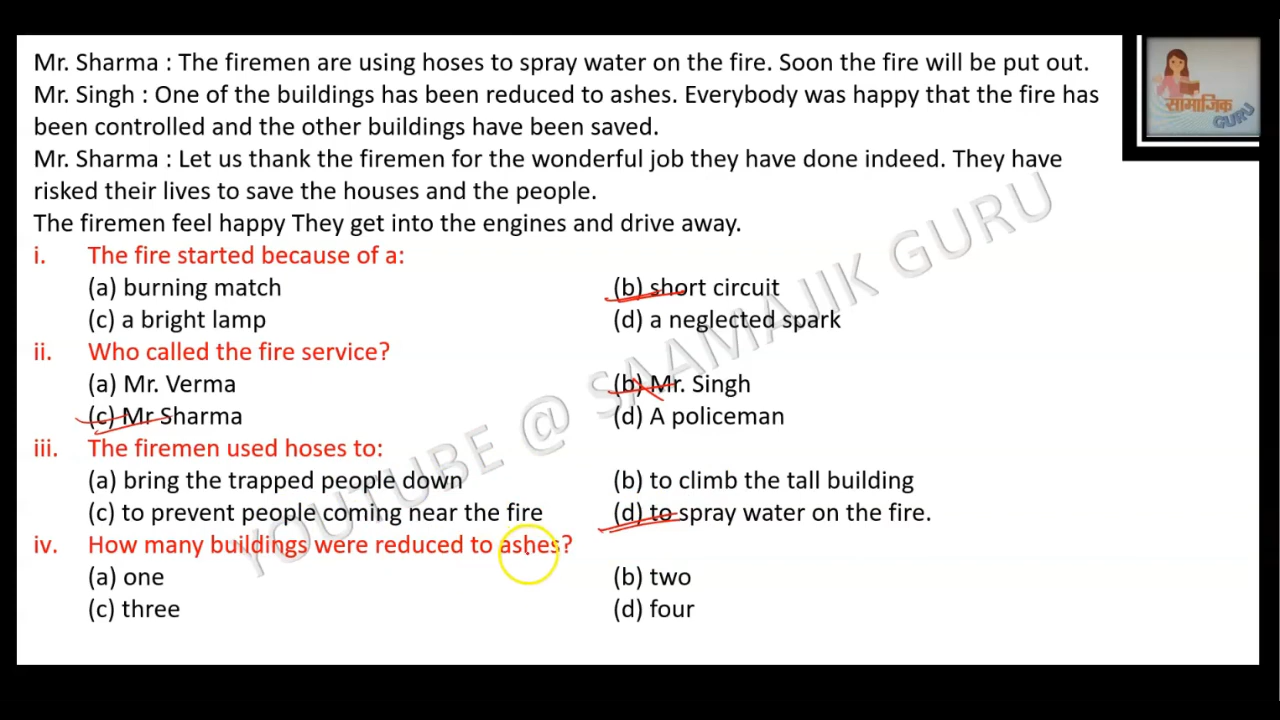 Mr. Sharma : The firemen are using hoses to spray water on the fire. Soon the fire will be put out.
Mr. Singh : One of the buildings has been reduced to ashes. Everybody was happy that the fire has
been controlled and the other buildings have been saved.
Mr. Sharma : Let us thank the firemen for the wonderful job they have done indeed. They have
risked their lives to save the houses and the people.
The firemen feel happy They get into the engines and drive away.
i. The fire started because of a:
(a) burning match (b) short circuit
(c) a bright lamp (d) a neglected spark
ii. Who called the fire service?
(a) Mr. Verma (b) Mr. Singh
(c) Mr Sharma (d) A policeman
iii. The firemen used hoses to:
(a) bring the trapped people down (b) to climb the tall building
(c) to prevent people coming near the fire (d) to spray water on the fire.
iv. How many buildings were reduced to ashes?
(a) one (b) two
(c) three (d) four
YOUTUBE @ SAAMAJIK GURU
सामाजिक
GURU